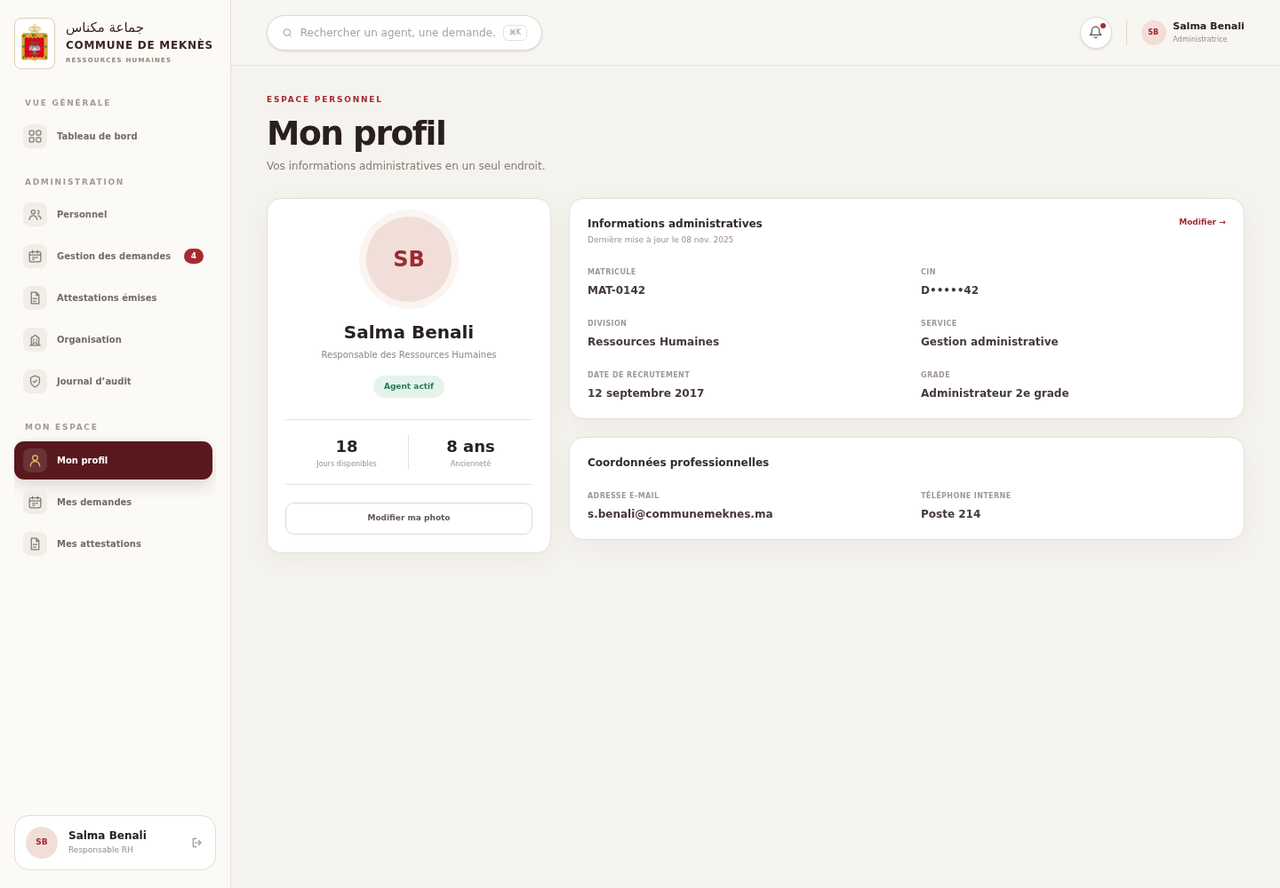 جماعة مكناس
COMMUNE DE MEKNÈS
RESSOURCES HUMAINES
VUE GÉNÉRALE
Tableau de bord
ADMINISTRATION
Personnel
Gestion des demandes 4
Attestations émises
Organisation
Journal d’audit
MON ESPACE
Mon profil
Mes demandes
Mes attestations
SB
Salma Benali
Responsable RH
Rechercher un agent, une demande. ⌘K
SB
Salma Benali
Administratrice
ESPACE PERSONNEL
Mon profil
Vos informations administratives en un seul endroit.
SB
Salma Benali
Responsable des Ressources Humaines
Agent actif
18
Jours disponibles
8 ans
Ancienneté
Modifier ma photo
Informations administratives
Modifier →
Dernière mise à jour le 08 nov. 2025
MATRICULE
MAT-0142
CIN
D•••••42
DIVISION
Ressources Humaines
SERVICE
Gestion administrative
DATE DE RECRUTEMENT
12 septembre 2017
GRADE
Administrateur 2e grade
Coordonnées professionnelles
ADRESSE E-MAIL
s.benali@communemeknes.ma
TÉLÉPHONE INTERNE
Poste 214